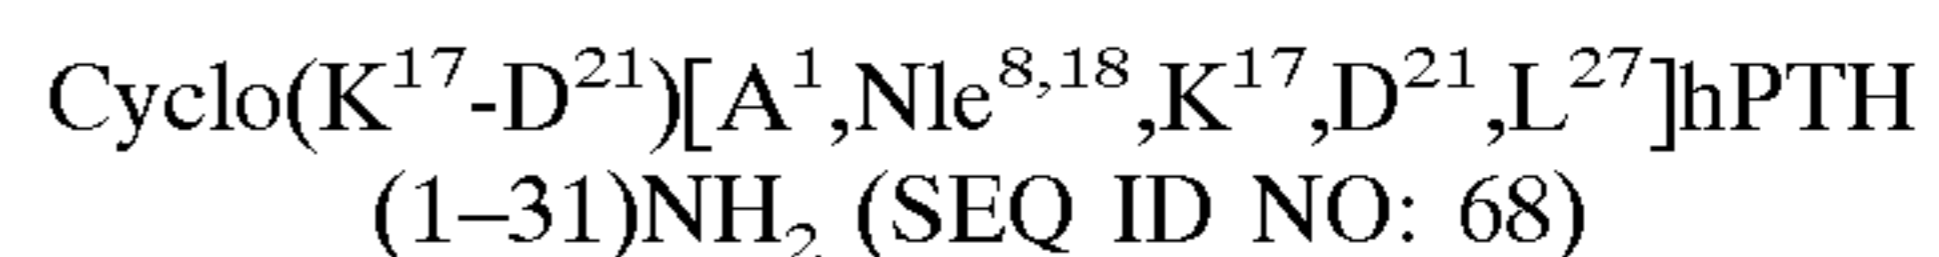 Cyclo(K¹⁷-D²¹)[A¹,Nle⁸,¹⁸,K¹⁷,D²¹,L²⁷]hPTH
(1–31)NH₂ (SEQ ID NO: 68)